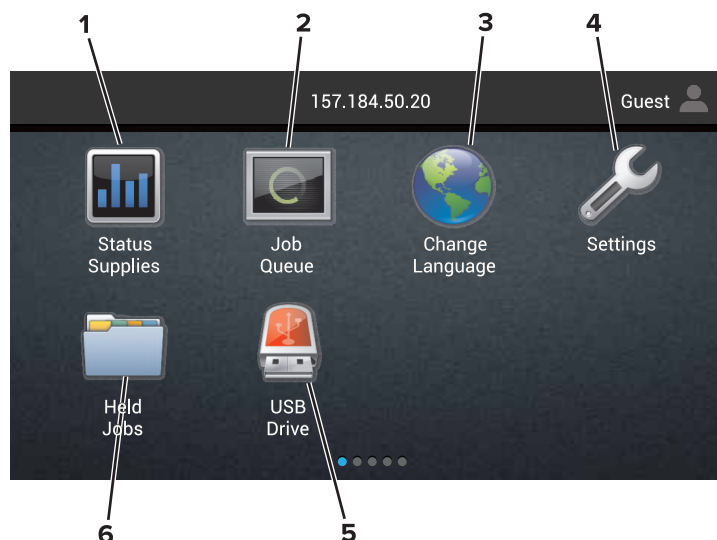 1 2 3 4
157.184.50.20 Guest
Status Supplies
Job Queue
Change Language
Settings
Held Jobs
USB Drive
6 5